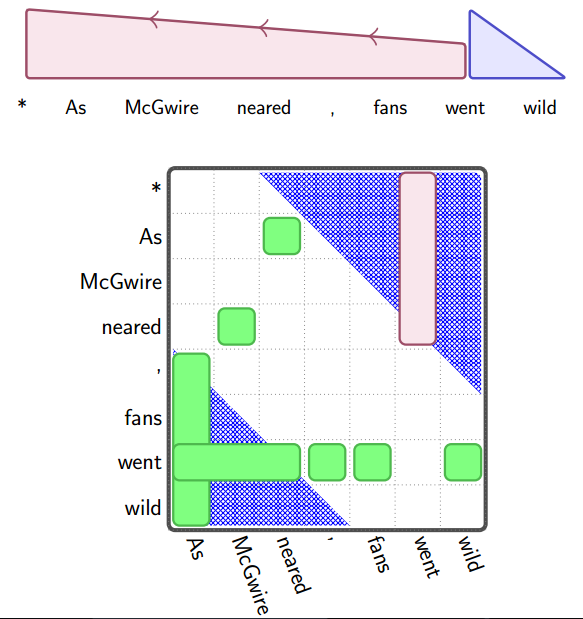 * As McGwire neared , fans went wild
*
As
McGwire
neared
,
fans
went
wild
As McGwire neared , fans went wild